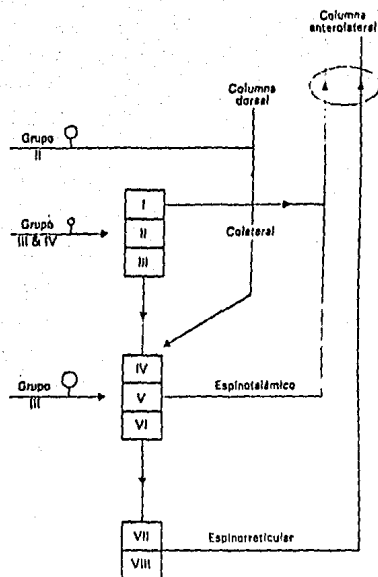 Columna
anterolateral
Columna
dorsal
Grupo
II
I
II
III
Grupo
III & IV
Colateral
IV
V
VI
Grupo
III
Espinotalámico
VII
VIII
Espinorreticular